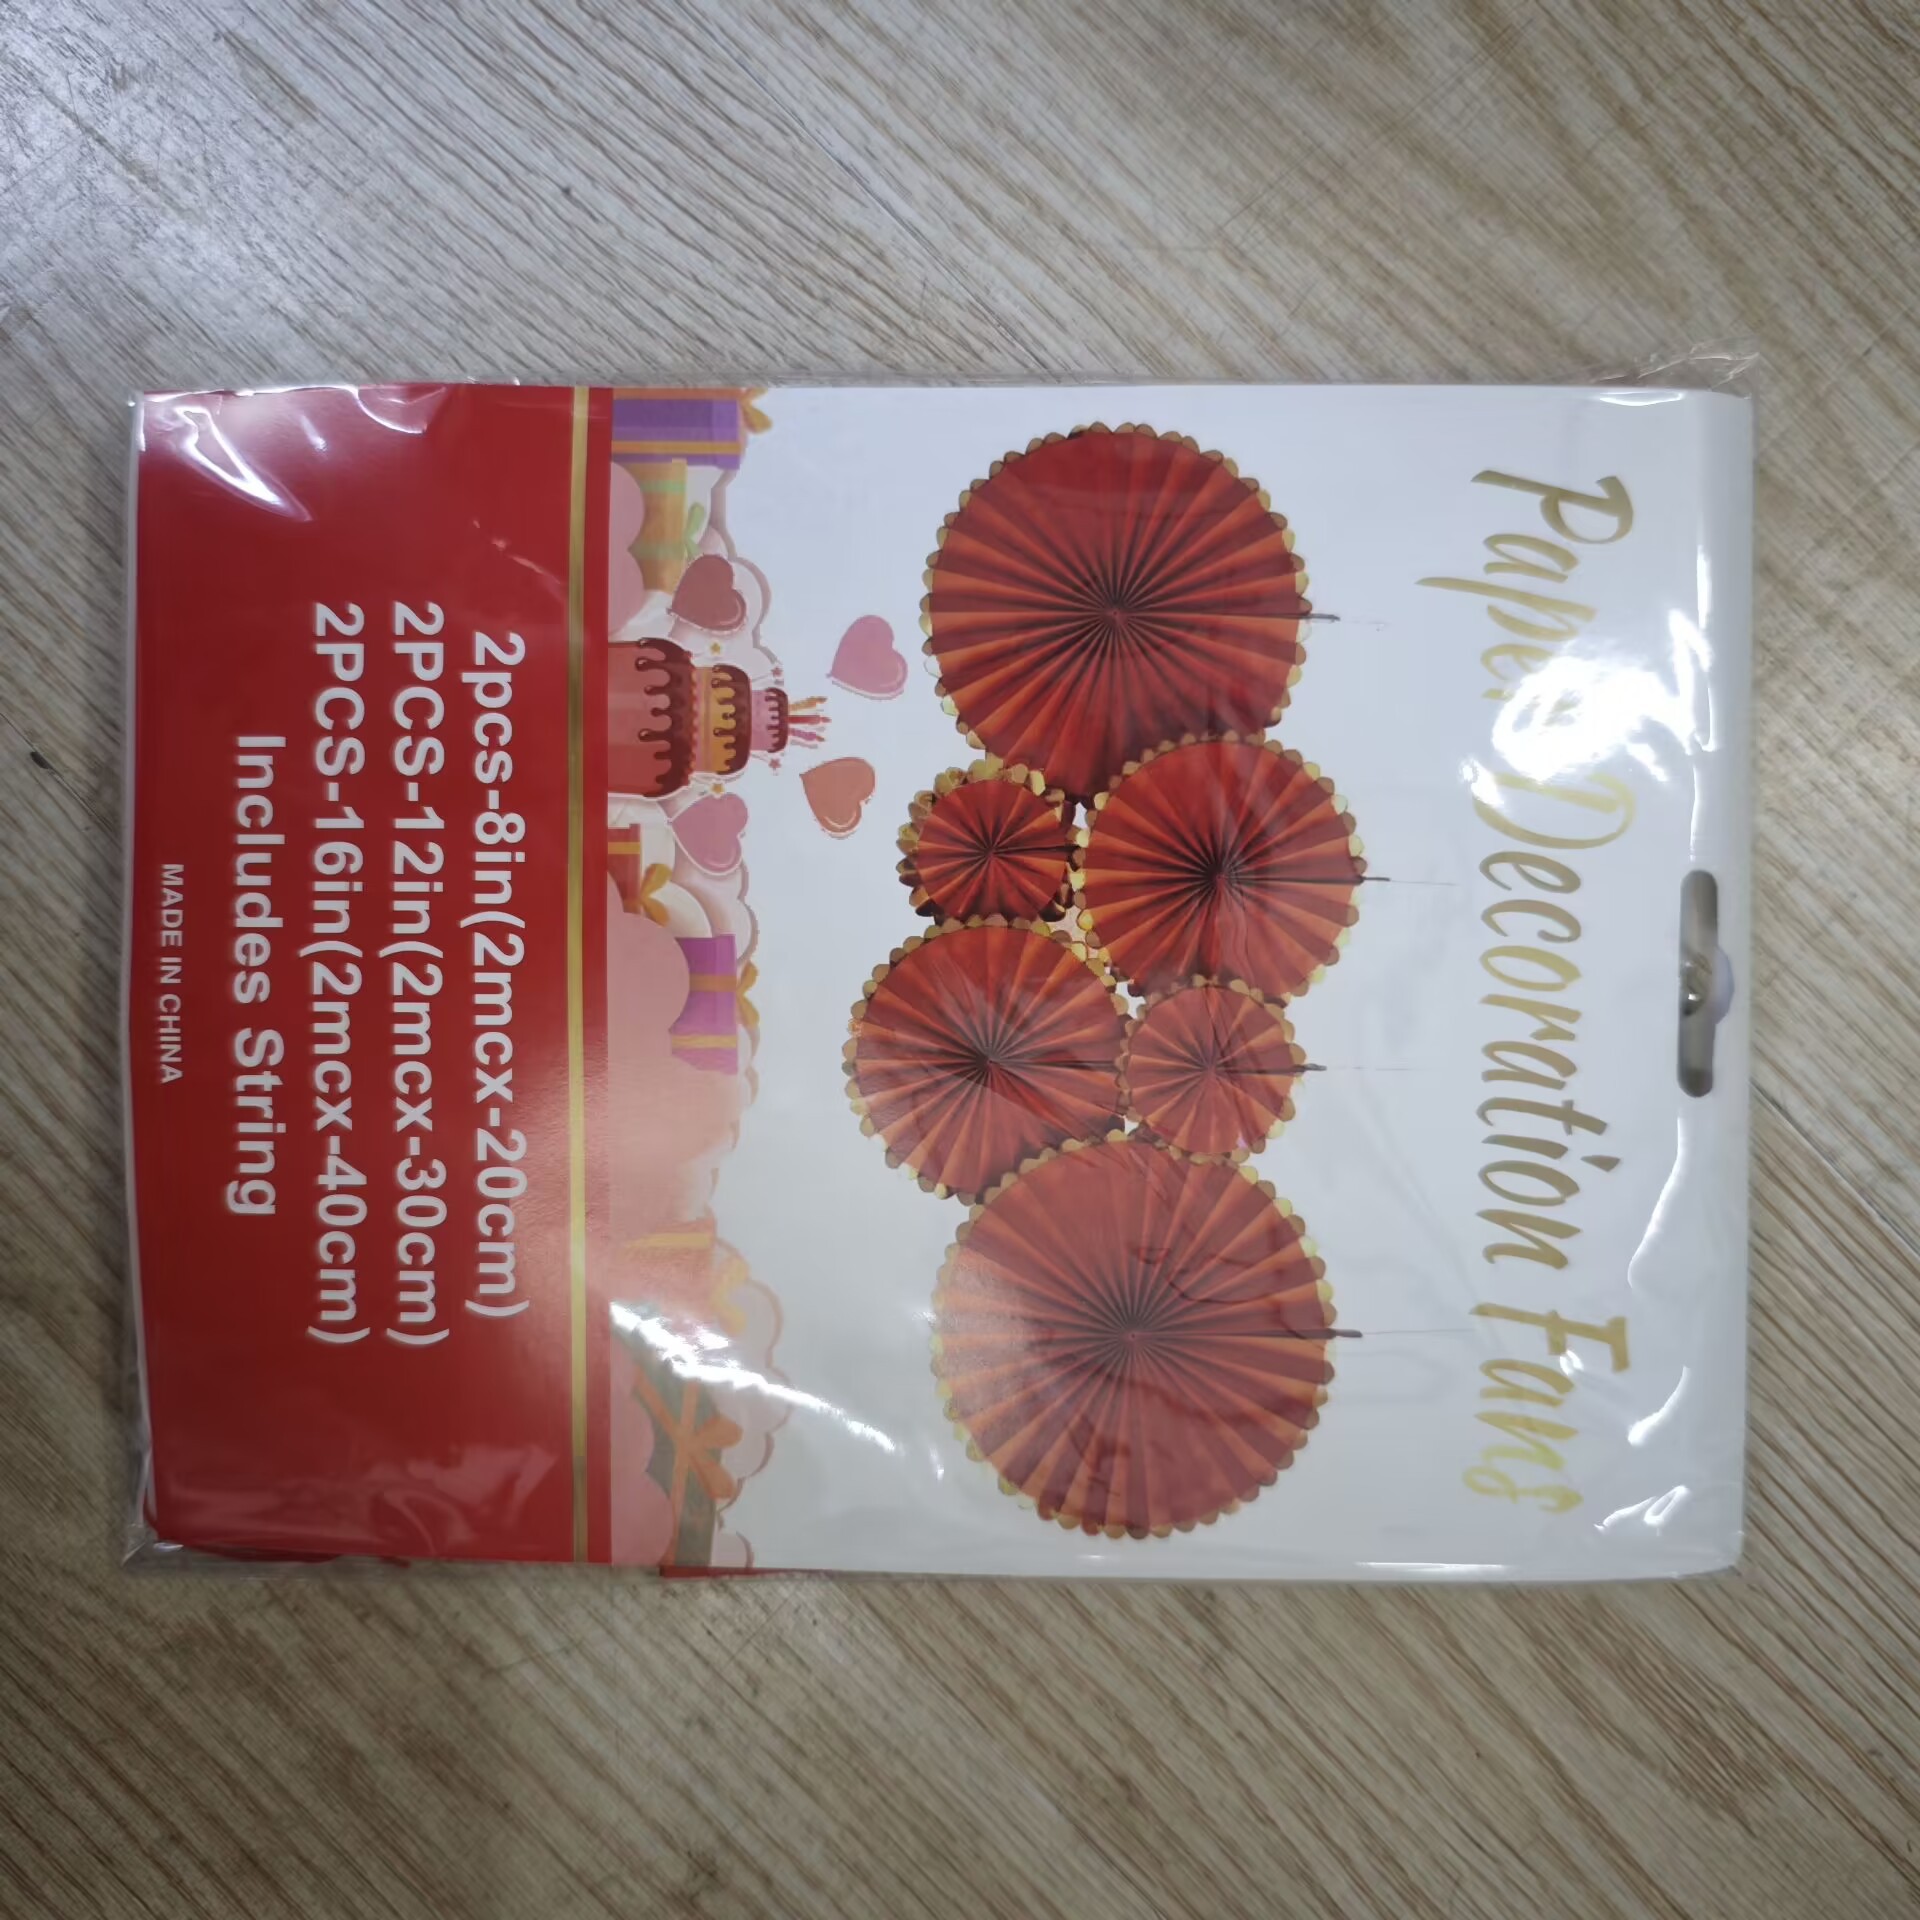 Paper Decoration Fans
2pcs-8in(2mcx-20cm)
2PCS-12in(2mcx-30cm)
2PCS-16in(2mcx-40cm)
Includes String
MADE IN CHINA